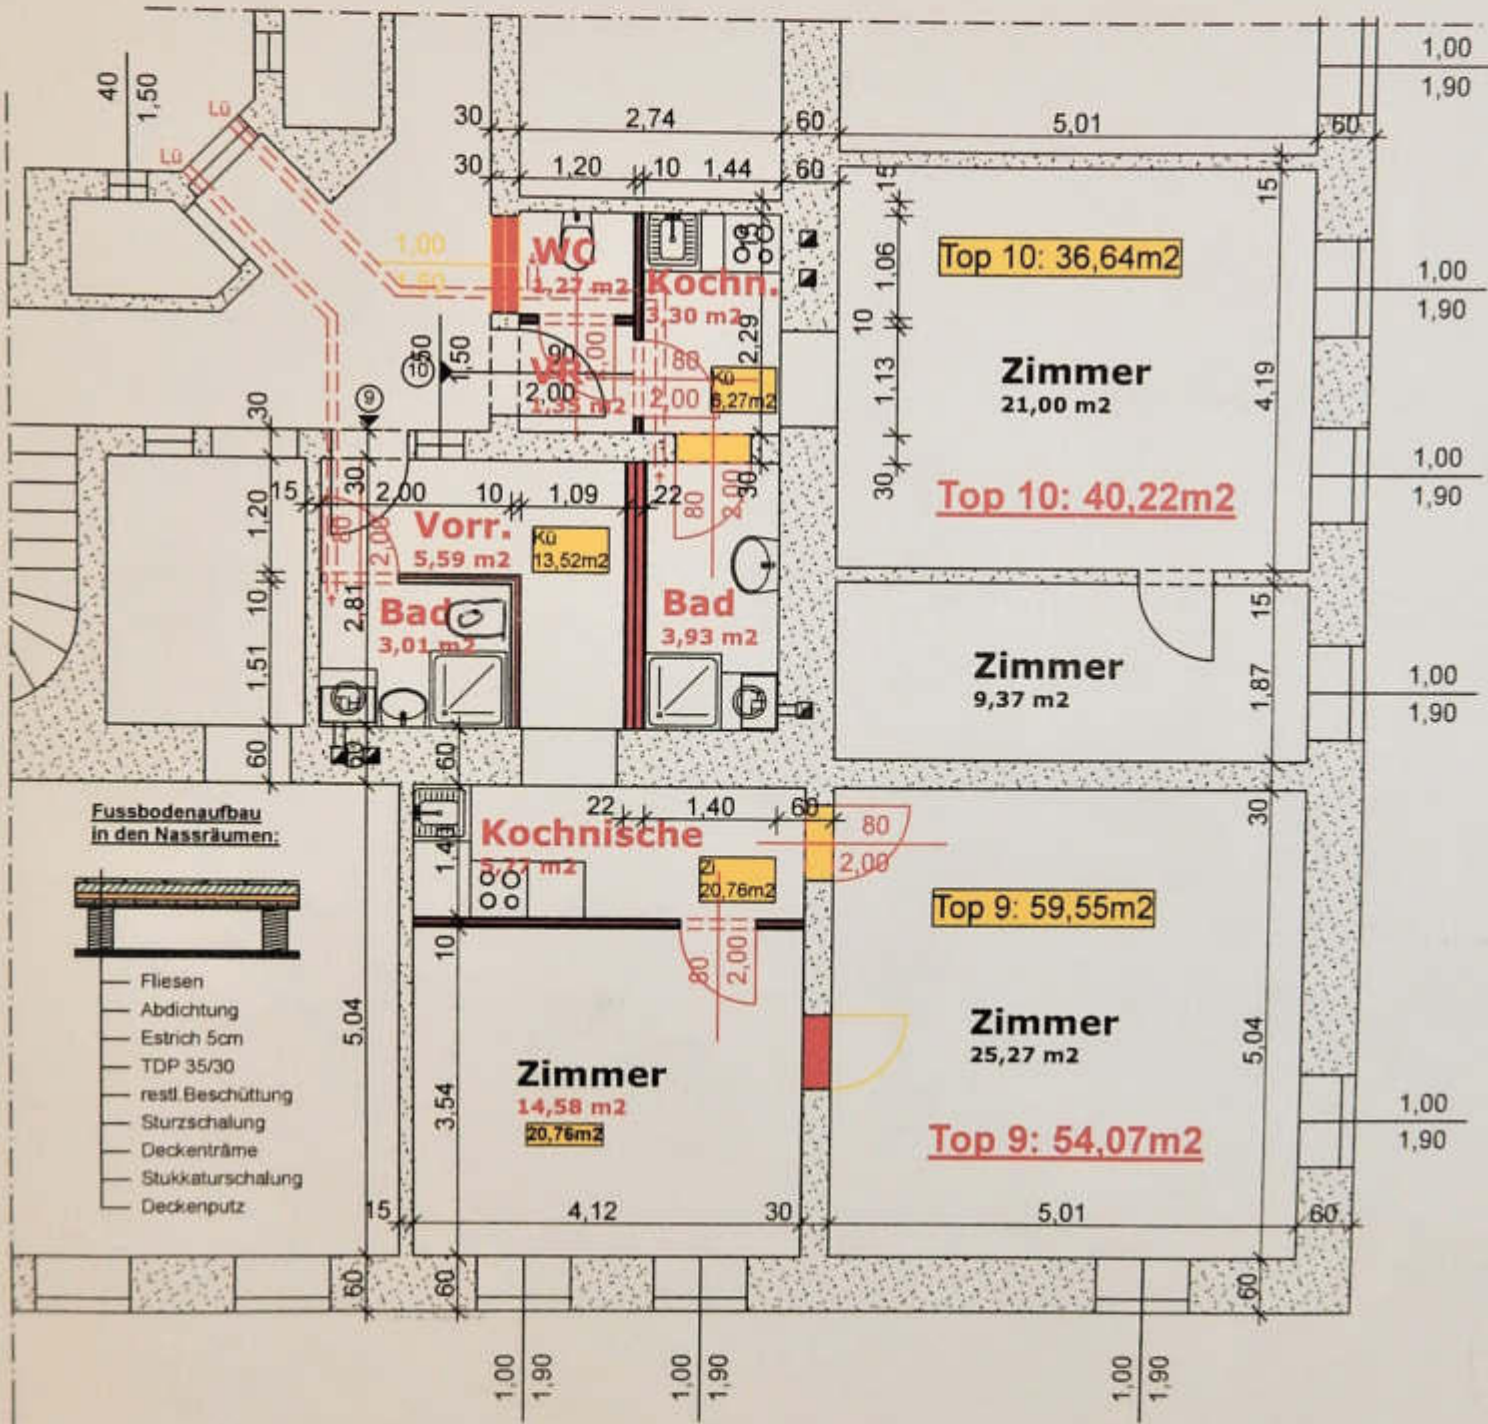 40
1,50
Lü
Lü
1,00
1,90
30
2,74
60
5,01
60
30
1,20
10
1,44
60
15
15
1,00
1,50
WC
1,27 m2
Kochn.
3,30 m2
1,06
Top 10: 36,64m2
1,00
1,90
10
2,29
1,50
10
90
2,00
VR
1,35 m2
80
2,00
Kü
6,27m2
1,13
Zimmer
21,00 m2
4,19
9
30
30
1,00
1,90
15
2,00
10
1,09
22
30
30
Top 10: 40,22m2
1,20
80
2,00
Vorr.
5,59 m2
Kü
13,52m2
80
2,00
10
2,81
Bad
3,01 m2
Bad
3,93 m2
15
1,51
Zimmer
9,37 m2
1,87
1,00
1,90
60
60
60
Fussbodenaufbau
in den Nassräumen:
22
1,40
60
80
2,00
30
Kochnische
5,77 m2
Zi
20,76m2
Top 9: 59,55m2
10
80
2,00
Fliesen
Abdichtung
Estrich 5cm
TDP 35/30
restl.Beschüttung
Sturzschalung
Deckenträme
Stukkaturschalung
Deckenputz
5,04
3.54
Zimmer
14,58 m2
20,76m2
Zimmer
25,27 m2
5,04
Top 9: 54,07m2
1,00
1,90
15
4,12
30
5,01
60
60
60
60
1,00
1,90
1,00
1,90
1,00
1,90